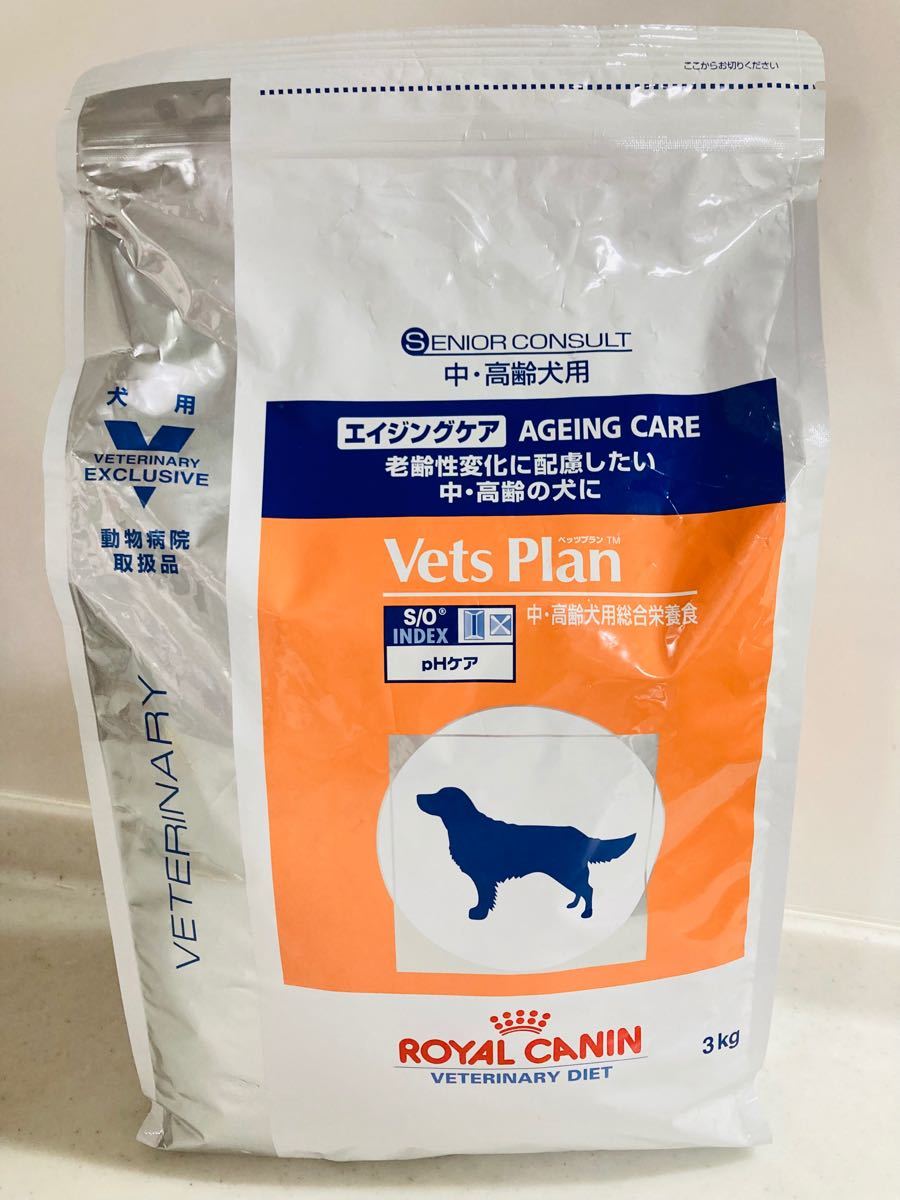 ここからお切りください
SENIOR CONSULT
中・高齢犬用
エイジングケア AGEING CARE
老齢性変化に配慮したい
中・高齢の犬に
ベッツプラン
Vets Plan™
S/O®
INDEX
pHケア
中・高齢犬用総合栄養食
犬 用
VETERINARY
EXCLUSIVE
動物病院
取扱品
VETERINARY
ROYAL CANIN
VETERINARY DIET
3kg